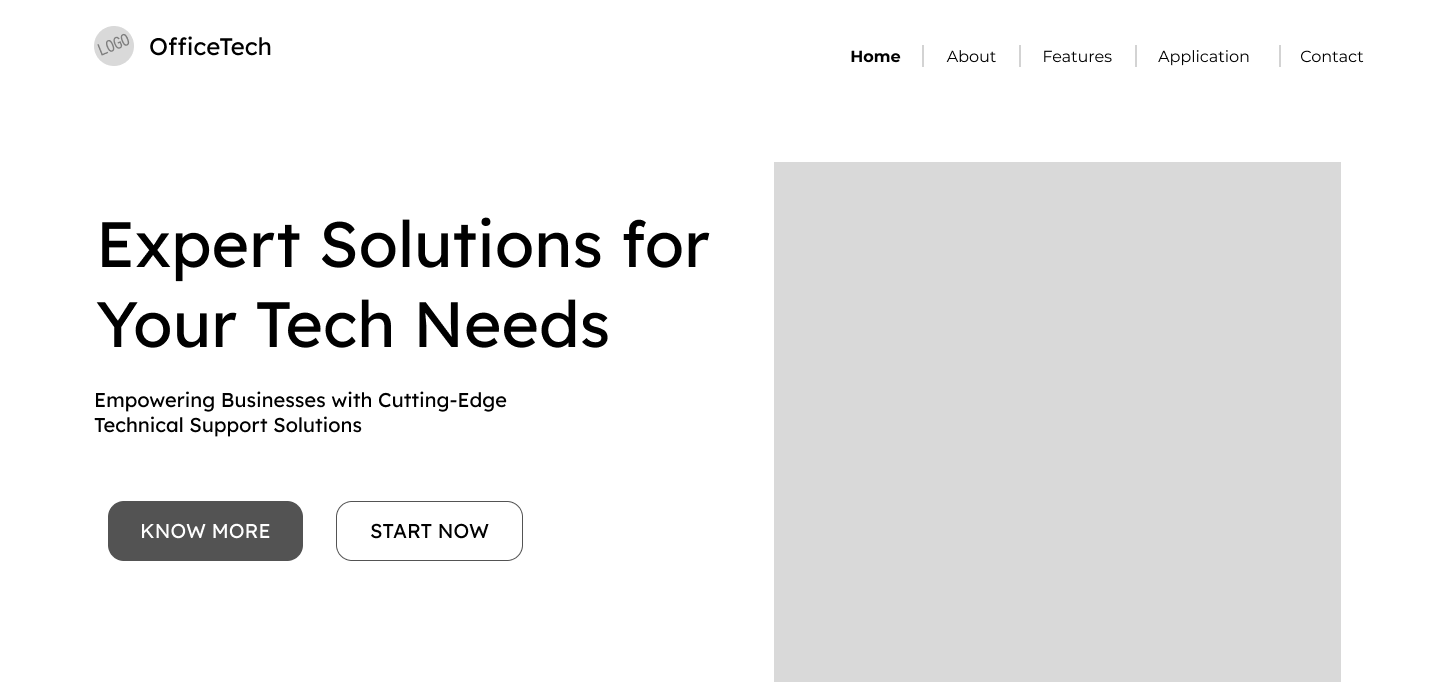 LOGO
OfficeTech
Home
About
Features
Application
Contact
Expert Solutions for
Your Tech Needs
Empowering Businesses with Cutting-Edge
Technical Support Solutions
KNOW MORE
START NOW